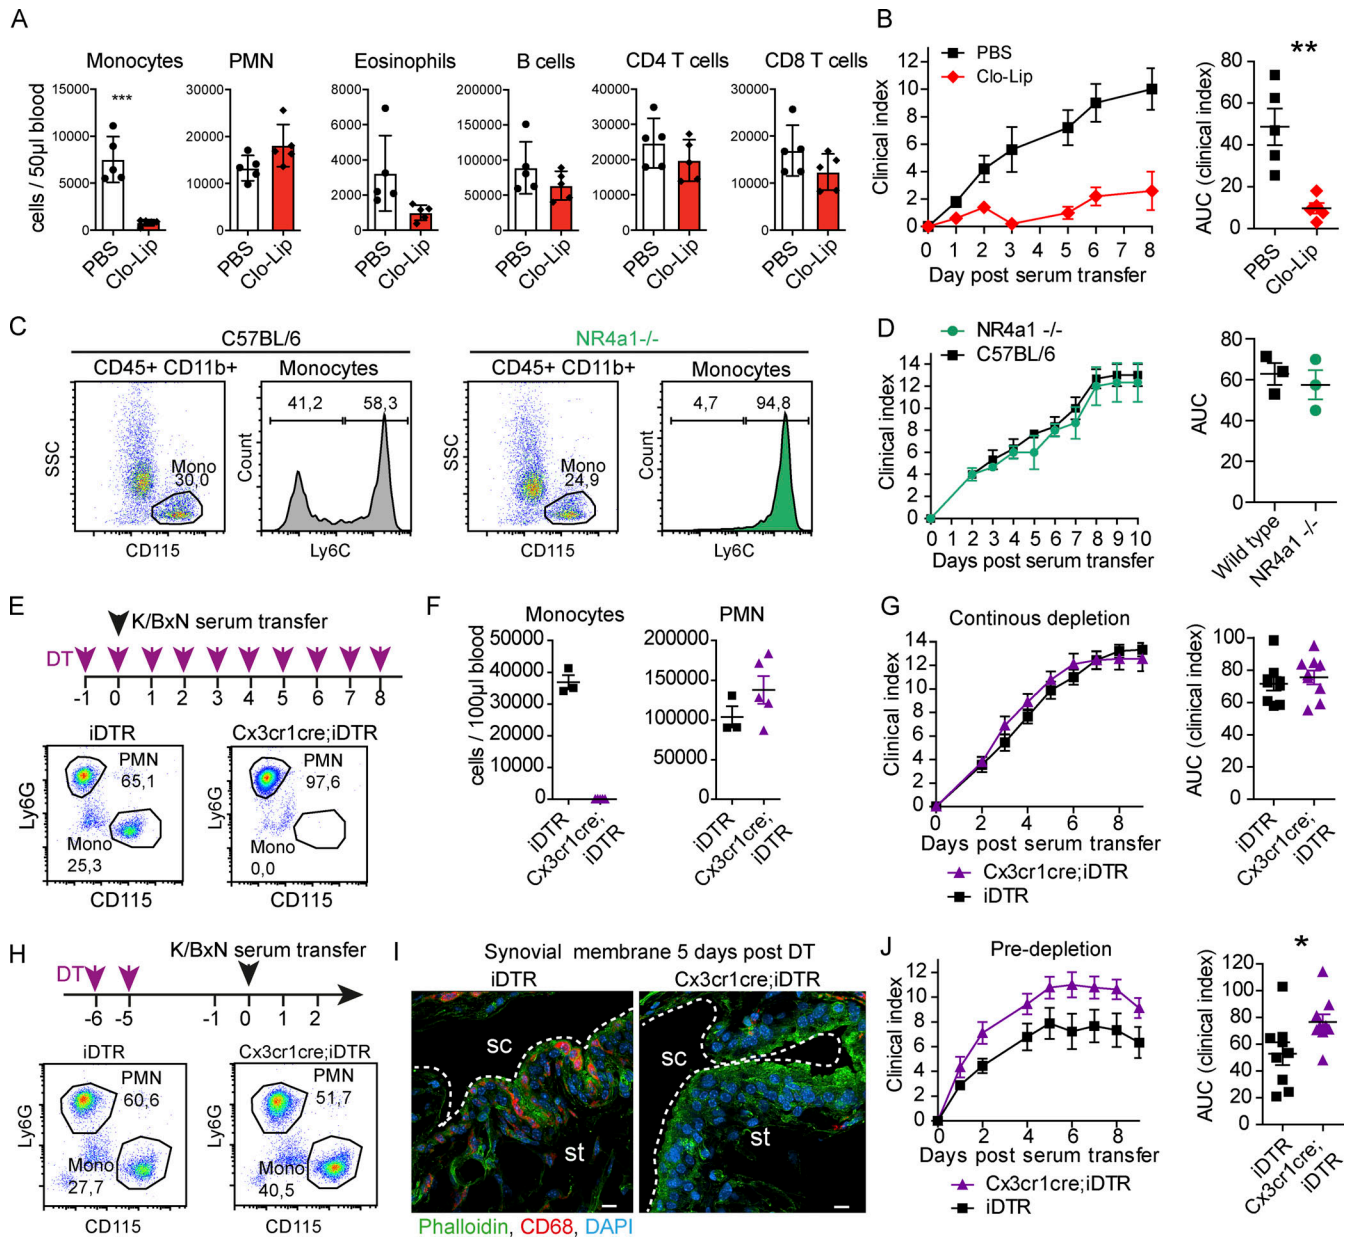 A
Monocytes
PMN
Eosinophils
B cells
CD4 T cells
CD8 T cells
cells / 50µl blood
15000
10000
5000
0
***
PBS
Clo-Lip
30000
20000
10000
0
PBS
Clo-Lip
8000
6000
4000
2000
0
PBS
Clo-Lip
200000
150000
100000
50000
0
PBS
Clo-Lip
40000
30000
20000
10000
0
PBS
Clo-Lip
40000
30000
20000
10000
0
PBS
Clo-Lip
B
PBS
Clo-Lip
Clinical index
12
10
8
6
4
2
0
0 1 2 3 4 5 6 7 8
Day post serum transfer
**
AUC (clinical index)
80
60
40
20
0
PBS
Clo-Lip
C
C57BL/6
CD45+ CD11b+
Monocytes
SSC
Mono
30,0
CD115
Count
41,2
58,3
Ly6C
NR4a1-/-
CD45+ CD11b+
Monocytes
SSC
Mono
24,9
CD115
Count
4,7
94,8
Ly6C
D
NR4a1 -/-
C57BL/6
Clinical index
14
12
10
8
6
4
2
0
0 1 2 3 4 5 6 7 8 9 10
Days post serum transfer
AUC
80
60
40
20
0
Wild type
NR4a1 -/-
E
K/BxN serum transfer
DT
-1 0 1 2 3 4 5 6 7 8
iDTR
Cx3cr1cre;iDTR
Ly6G
PMN
65,1
Mono
25,3
CD115
Ly6G
PMN
97,6
Mono
0,0
CD115
F
Monocytes
PMN
cells / 100µl blood
50000
40000
30000
20000
10000
0
iDTR
Cx3cr1cre;
iDTR
200000
150000
100000
50000
0
iDTR
Cx3cr1cre;
iDTR
G
Continous depletion
Clinical index
14
12
10
8
6
4
2
0
0 2 4 6 8
Days post serum transfer
Cx3cr1cre;iDTR
iDTR
AUC (clinical index)
100
80
60
40
20
0
iDTR
Cx3cr1cre;
iDTR
H
K/BxN serum transfer
DT
-6 -5 -1 0 1 2
iDTR
Cx3cr1cre;iDTR
Ly6G
PMN
60,6
Mono
27,7
CD115
Ly6G
PMN
51,7
Mono
40,5
CD115
I
Synovial membrane 5 days post DT
iDTR
Cx3cr1cre;iDTR
sc
st
sc
st
Phalloidin, CD68, DAPI
J
Pre-depletion
Clinical index
12
10
8
6
4
2
0
0 2 4 6 8
Days post serum transfer
Cx3cr1cre;iDTR
iDTR
*
AUC (clinical index)
120
100
80
60
40
20
0
iDTR
Cx3cr1cre;
iDTR